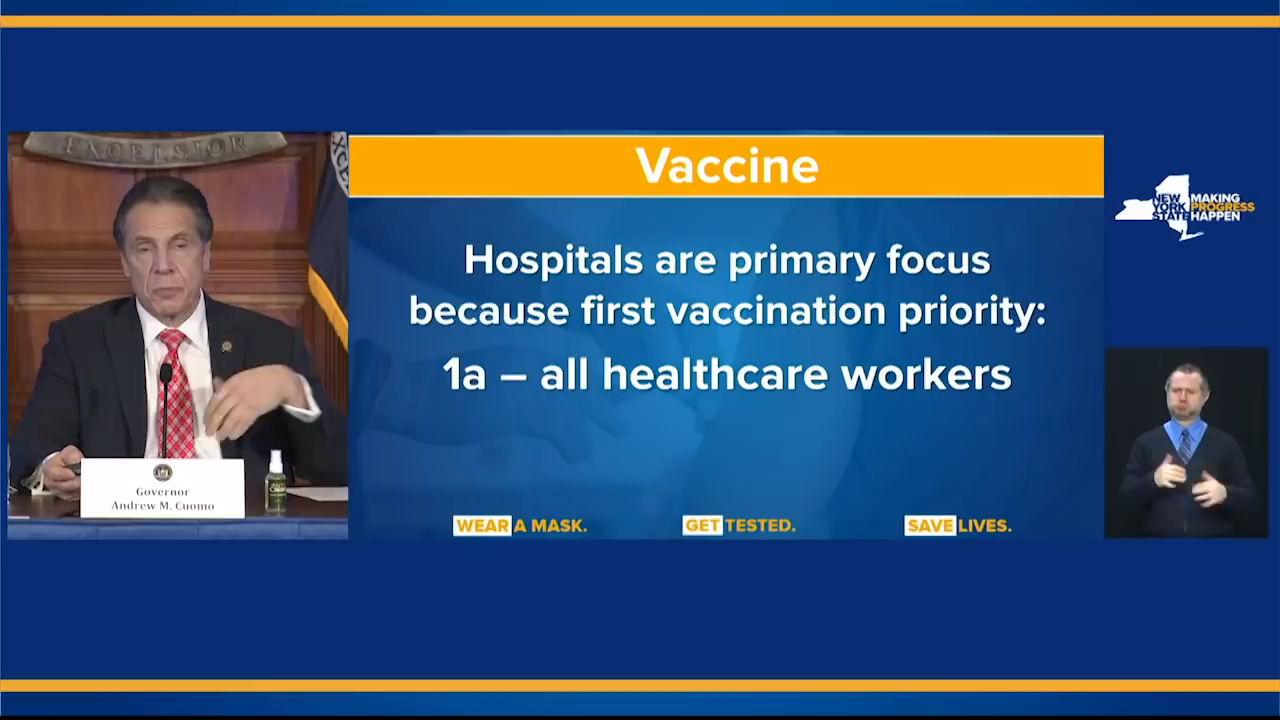 EXCELSIOR
EXCE
Governor
Andrew M. Cuomo
Vaccine
Hospitals are primary focus
because first vaccination priority:
1a – all healthcare workers
WEAR A MASK.
GET TESTED.
SAVE LIVES.
NEW YORK STATE
MAKING PROGRESS HAPPEN